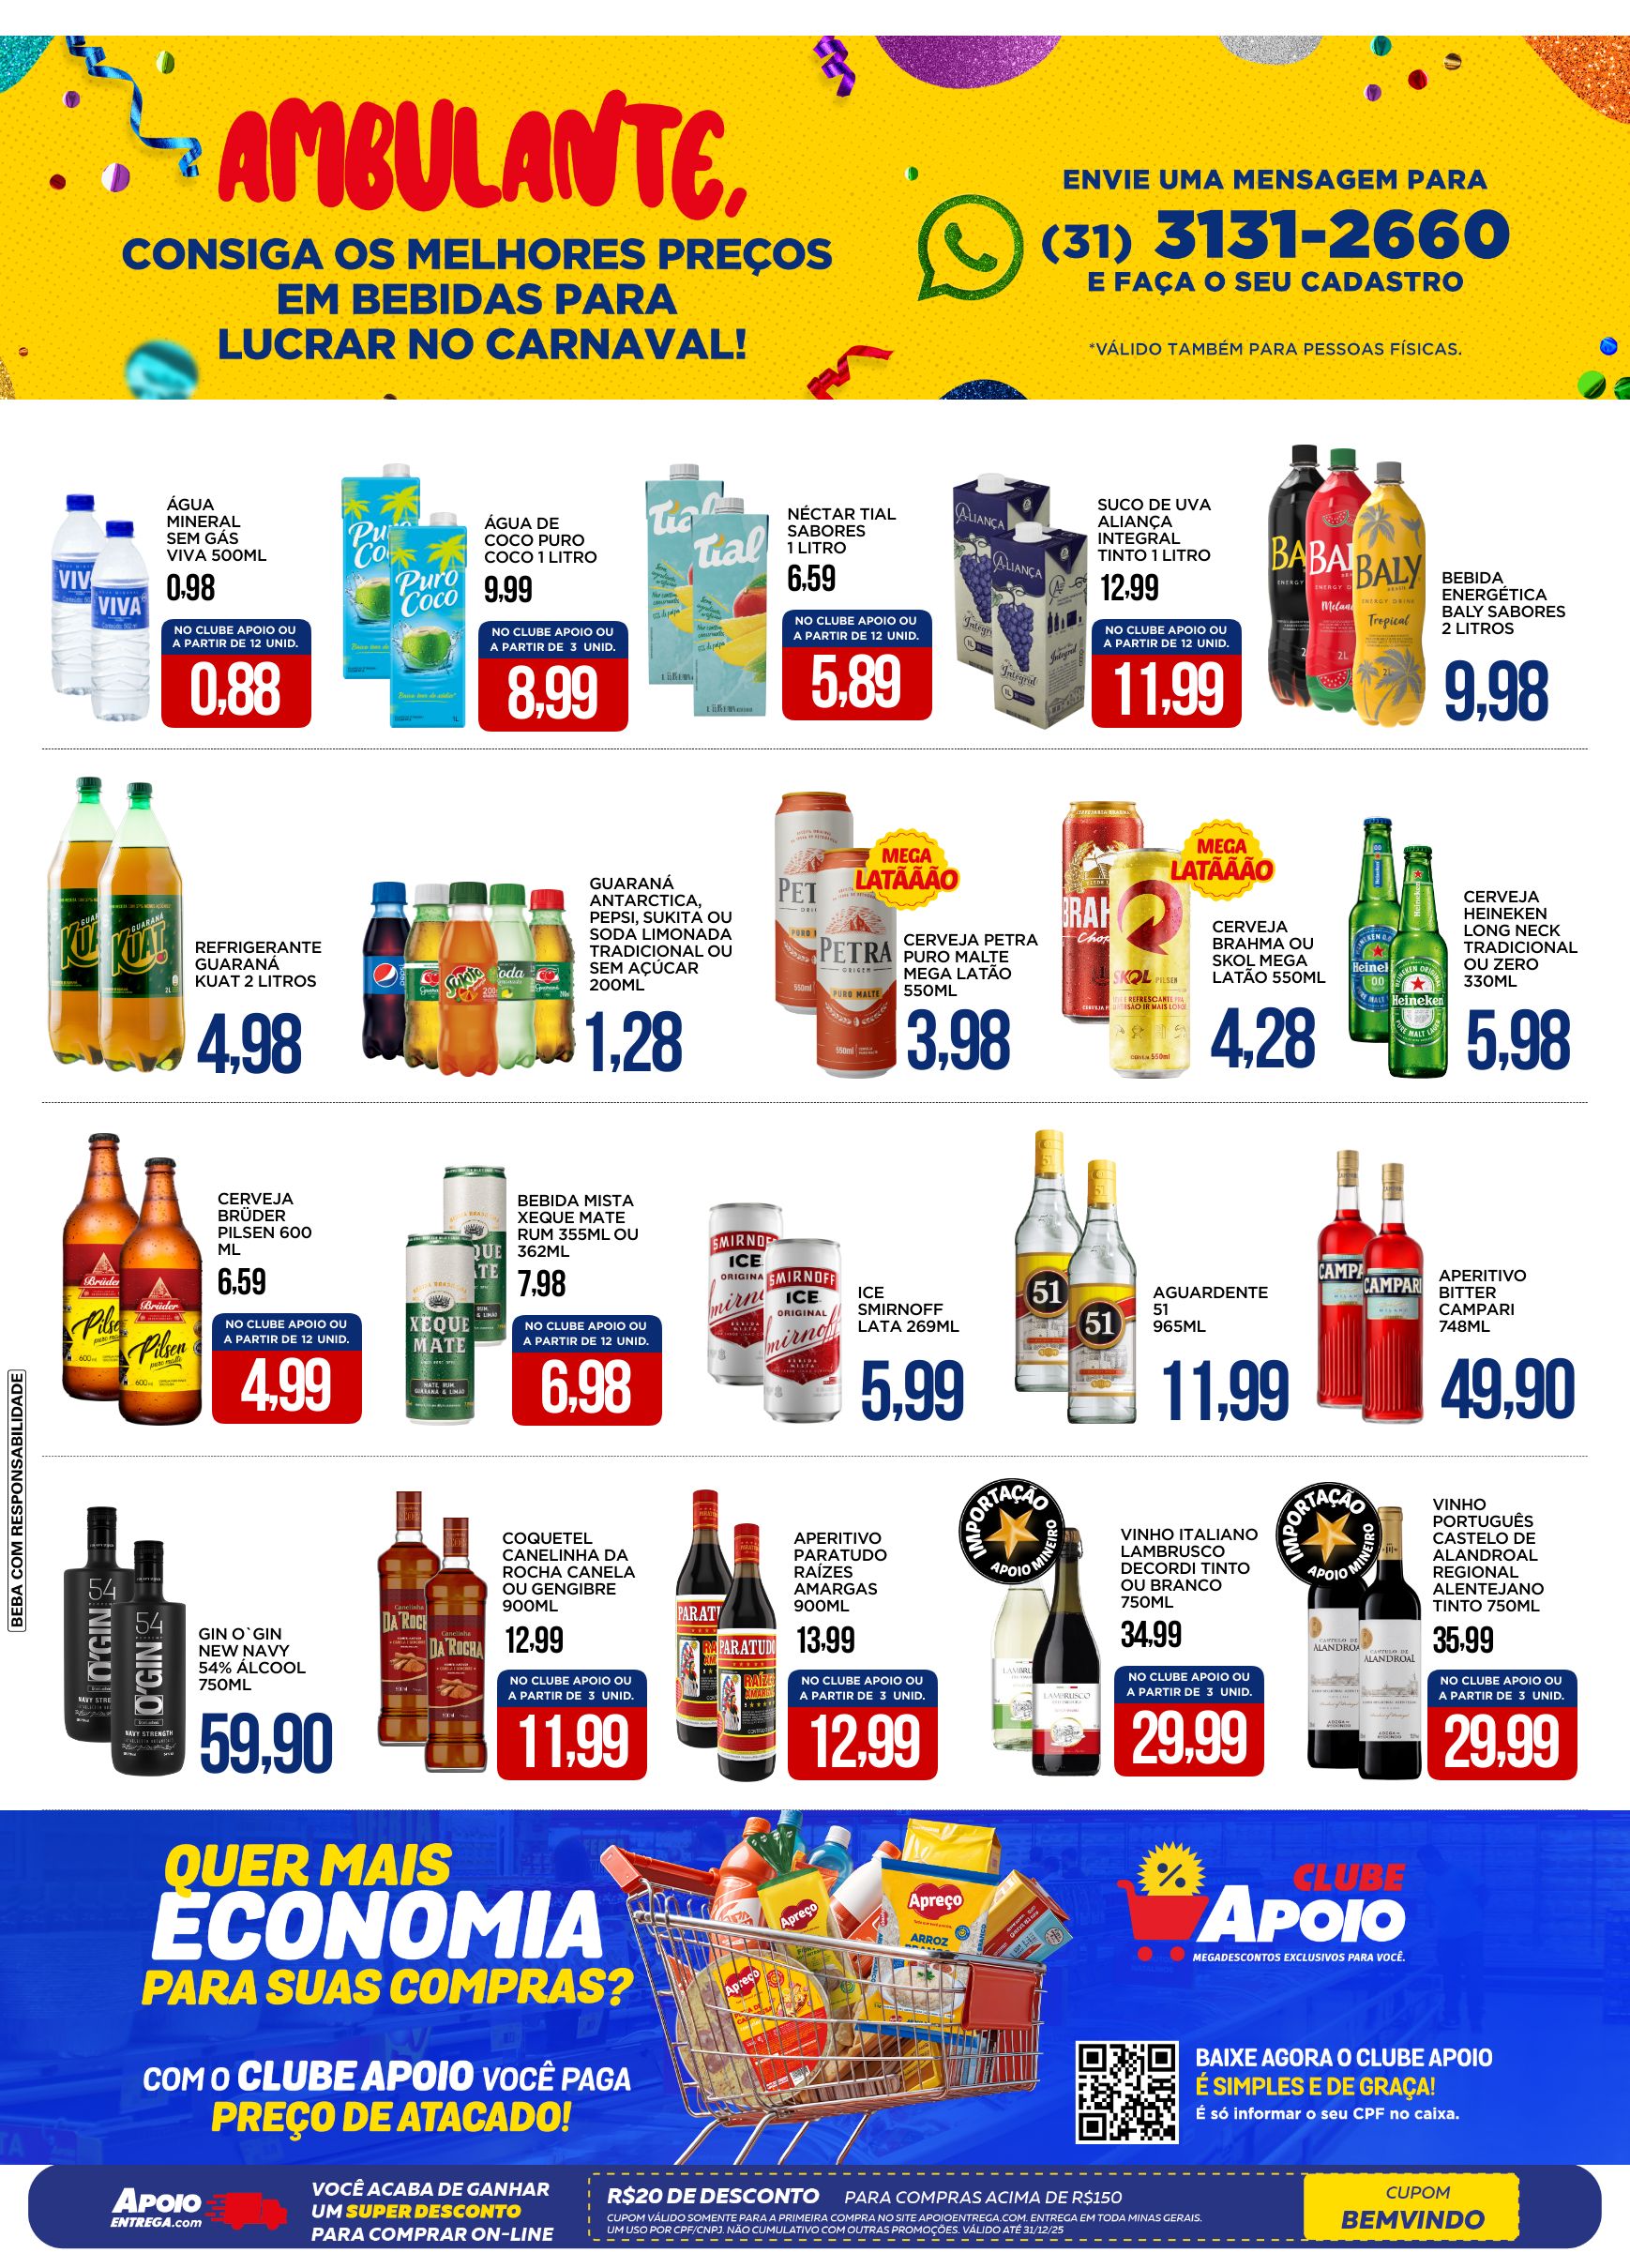 AMBULANTE,
CONSIGA OS MELHORES PREÇOS
EM BEBIDAS PARA
LUCRAR NO CARNAVAL!
ENVIE UMA MENSAGEM PARA
(31) 3131-2660
E FAÇA O SEU CADASTRO
*VÁLIDO TAMBÉM PARA PESSOAS FÍSICAS.
ÁGUA
MINERAL
SEM GÁS
VIVA 500ML
0,98
NO CLUBE APOIO OU
A PARTIR DE 12 UNID.
0,88
ÁGUA DE
COCO PURO
COCO 1 LITRO
9,99
NO CLUBE APOIO OU
A PARTIR DE 3 UNID.
8,99
NÉCTAR TIAL
SABORES
1 LITRO
6,59
NO CLUBE APOIO OU
A PARTIR DE 12 UNID.
5,89
SUCO DE UVA
ALIANÇA
INTEGRAL
TINTO 1 LITRO
12,99
NO CLUBE APOIO OU
A PARTIR DE 12 UNID.
11,99
BEBIDA
ENERGÉTICA
BALY SABORES
2 LITROS
9,98
REFRIGERANTE
GUARANÁ
KUAT 2 LITROS
4,98
GUARANÁ
ANTARCTICA,
PEPSI, SUKITA OU
SODA LIMONADA
TRADICIONAL OU
SEM AÇÚCAR
200ML
1,28
MEGA
LATÃÃÃO
CERVEJA PETRA
PURO MALTE
MEGA LATÃO
550ML
3,98
MEGA
LATÃÃÃO
CERVEJA
BRAHMA OU
SKOL MEGA
LATÃO 550ML
4,28
CERVEJA
HEINEKEN
LONG NECK
TRADICIONAL
OU ZERO
330ML
5,98
CERVEJA
BRÜDER
PILSEN 600
ML
6,59
NO CLUBE APOIO OU
A PARTIR DE 12 UNID.
4,99
BEBIDA MISTA
XEQUE MATE
RUM 355ML OU
362ML
7,98
NO CLUBE APOIO OU
A PARTIR DE 12 UNID.
6,98
ICE
SMIRNOFF
LATA 269ML
5,99
AGUARDENTE
51
965ML
11,99
APERITIVO
BITTER
CAMPARI
748ML
49,90
BEBA COM RESPONSABILIDADE
GIN O`GIN
NEW NAVY
54% ÁLCOOL
750ML
59,90
COQUETEL
CANELINHA DA
ROCHA CANELA
OU GENGIBRE
900ML
12,99
NO CLUBE APOIO OU
A PARTIR DE 3 UNID.
11,99
APERITIVO
PARATUDO
RAÍZES
AMARGAS
900ML
13,99
NO CLUBE APOIO OU
A PARTIR DE 3 UNID.
12,99
IMPORTAÇÃO
APOIO MINEIRO
VINHO ITALIANO
LAMBRUSCO
DECORDI TINTO
OU BRANCO
750ML
34,99
NO CLUBE APOIO OU
A PARTIR DE 3 UNID.
29,99
IMPORTAÇÃO
APOIO MINEIRO
VINHO
PORTUGUÊS
CASTELO DE
ALANDROAL
REGIONAL
ALENTEJANO
TINTO 750ML
35,99
NO CLUBE APOIO OU
A PARTIR DE 3 UNID.
29,99
QUER MAIS
ECONOMIA
PARA SUAS COMPRAS?
COM O CLUBE APOIO VOCÊ PAGA
PREÇO DE ATACADO!
CLUBE
APOIO
MEGADESCONTOS EXCLUSIVOS PARA VOCÊ.
BAIXE AGORA O CLUBE APOIO
É SIMPLES E DE GRAÇA!
É só informar o seu CPF no caixa.
APOIO
ENTREGA.com
VOCÊ ACABA DE GANHAR
UM SUPER DESCONTO
PARA COMPRAR ON-LINE
R$20 DE DESCONTO PARA COMPRAS ACIMA DE R$150
CUPOM VÁLIDO SOMENTE PARA A PRIMEIRA COMPRA NO SITE APOIOENTREGA.COM. ENTREGA EM TODA MINAS GERAIS.
UM USO POR CPF/CNPJ. NÃO CUMULATIVO COM OUTRAS PROMOÇÕES. VÁLIDO ATÉ 31/12/25
CUPOM
BEMVINDO